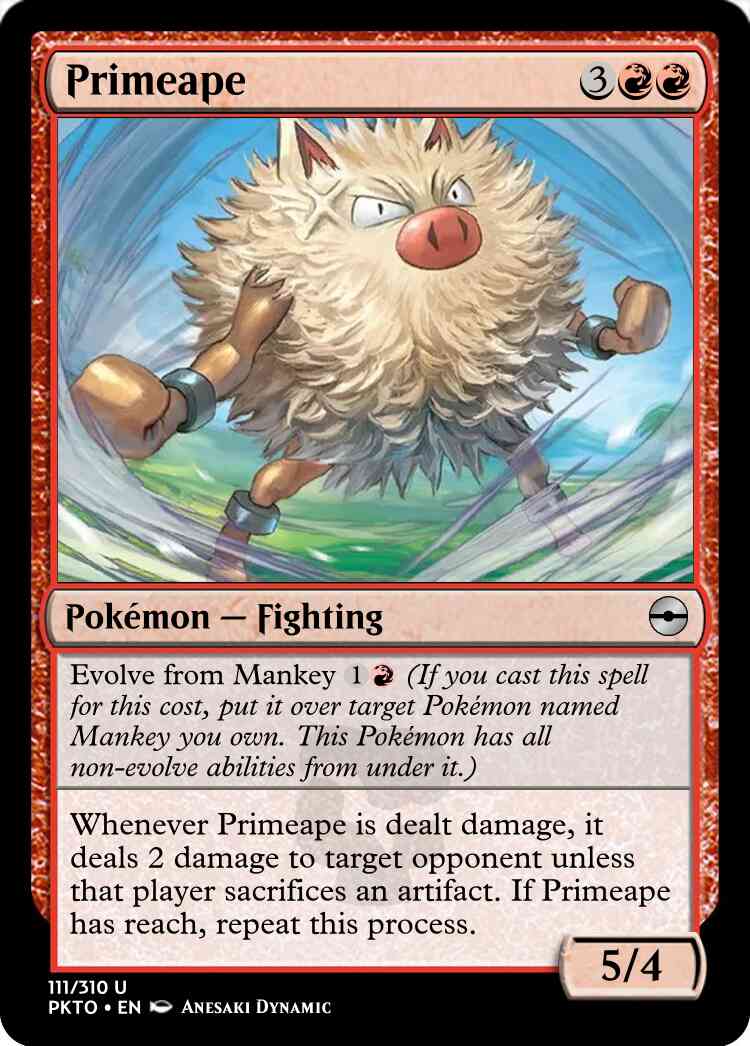 Primeape 3
Pokémon — Fighting
Evolve from Mankey 1 (If you cast this spell
for this cost, put it over target Pokémon named
Mankey you own. This Pokémon has all
non-evolve abilities from under it.)
Whenever Primeape is dealt damage, it
deals 2 damage to target opponent unless
that player sacrifices an artifact. If Primeape
has reach, repeat this process.
5/4
111/310 U
PKTO • EN Anesaki Dynamic